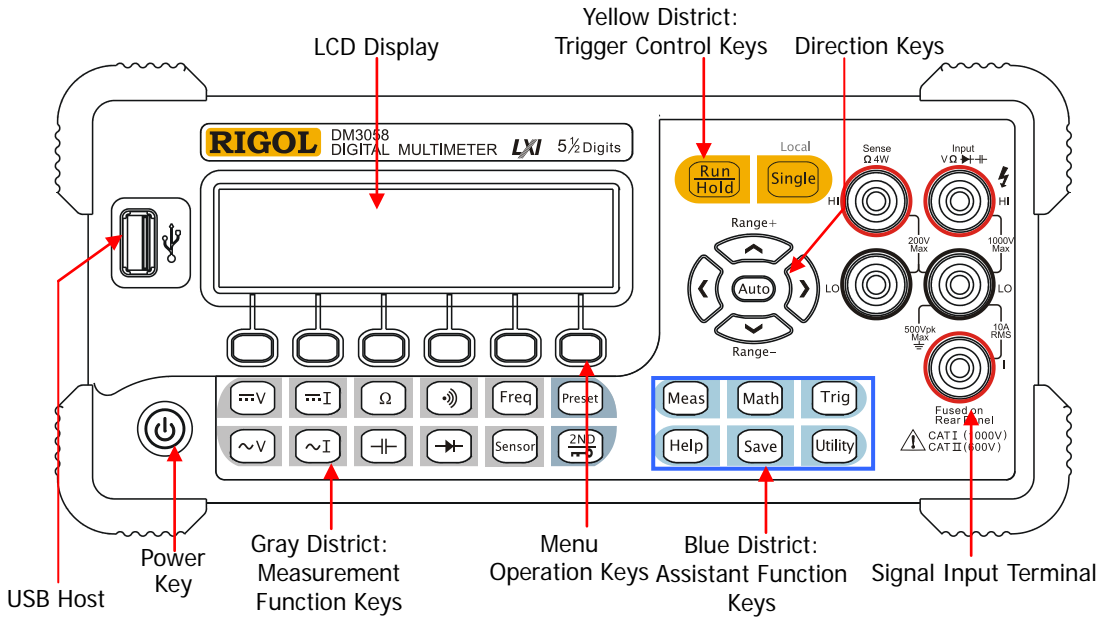 Yellow District:
Trigger Control Keys
LCD Display
Direction Keys
RIGOL
DM3058
DIGITAL MULTIMETER
LXI
5½Digits
Local
Run
Hold
Single
Sense
Ω 4W
Input
V Ω
HI
HI
Range+
200V
Max
1000V
Max
Auto
LO
LO
Range-
500Vpk
Max
10A
RMS
I
V
I
Ω
Freq
Preset
Meas
Math
Trig
Fused on
Rear Panel
CAT I (1000V)
CAT II (600V)
~V
~I
Sensor
2ND
Help
Save
Utility
Power
Key
USB Host
Gray District:
Measurement
Function Keys
Menu
Operation Keys
Blue District:
Assistant Function
Keys
Signal Input Terminal